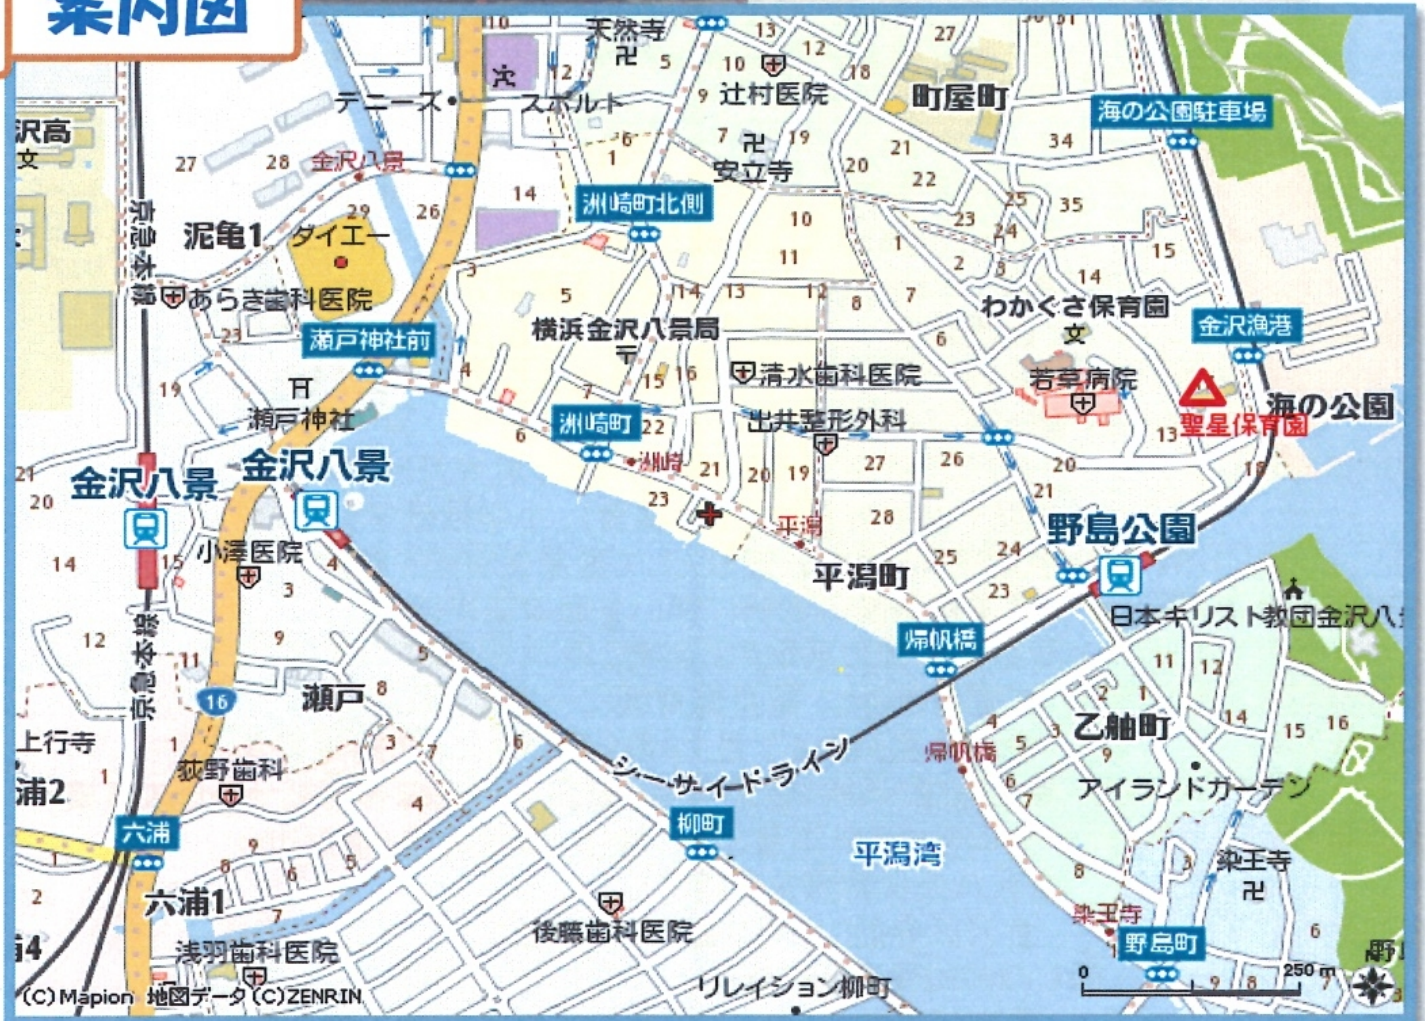 案内図
天然寺
テニーズ
スポルト
辻村医院
町屋町
海の公園駐車場
沢高
金沢八景
安立寺
洲崎町北側
泥亀1
ダイエー
京急本線
あらき歯科医院
瀬戸神社前
横浜金沢八景局
わかくさ保育園
金沢漁港
清水歯科医院
若草病院
瀬戸神社
洲崎町
出井整形外科
海の公園
聖星保育園
金沢八景
金沢八景
洲崎
平潟
野島公園
小澤医院
平潟町
日本キリスト教団金沢八
帰帆橋
京急本線
16
瀬戸
乙舳町
上行寺
帰帆橋
荻野歯科
シーサイドライン
アイランドガーデン
浦2
六浦
柳町
平潟湾
染王寺
六浦1
後藤歯科医院
染王寺
浅羽歯科医院
野島町
リレイション柳町
0 250 m
(C)Mapion 地図データ(C)ZENRIN